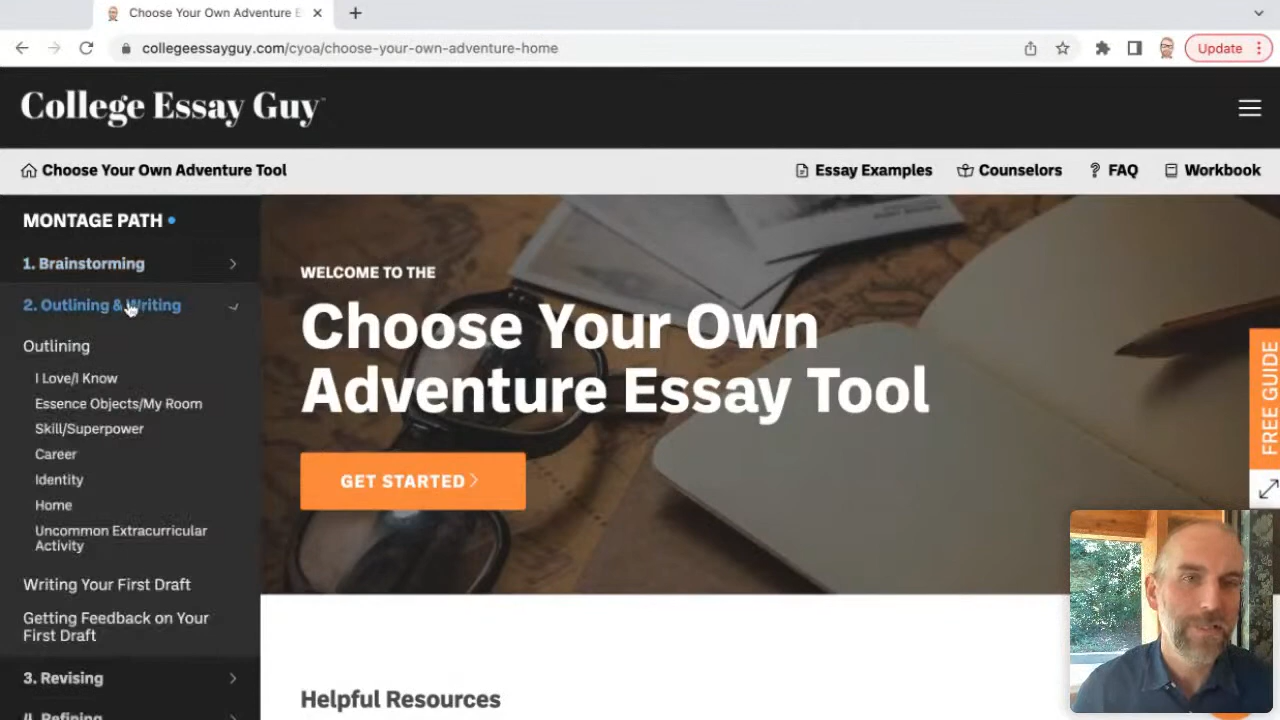 Choose Your Own Adventure E
collegeessayguy.com/cyoa/choose-your-own-adventure-home
Update
College Essay Guy™
Choose Your Own Adventure Tool
Essay Examples
Counselors
FAQ
Workbook
MONTAGE PATH
1. Brainstorming
2. Outlining & Writing
Outlining
I Love/I Know
Essence Objects/My Room
Skill/Superpower
Career
Identity
Home
Uncommon Extracurricular
Activity
Writing Your First Draft
Getting Feedback on Your
First Draft
3. Revising
4. Refining
WELCOME TO THE
Choose Your Own
Adventure Essay Tool
GET STARTED
FREE GUIDE
Helpful Resources